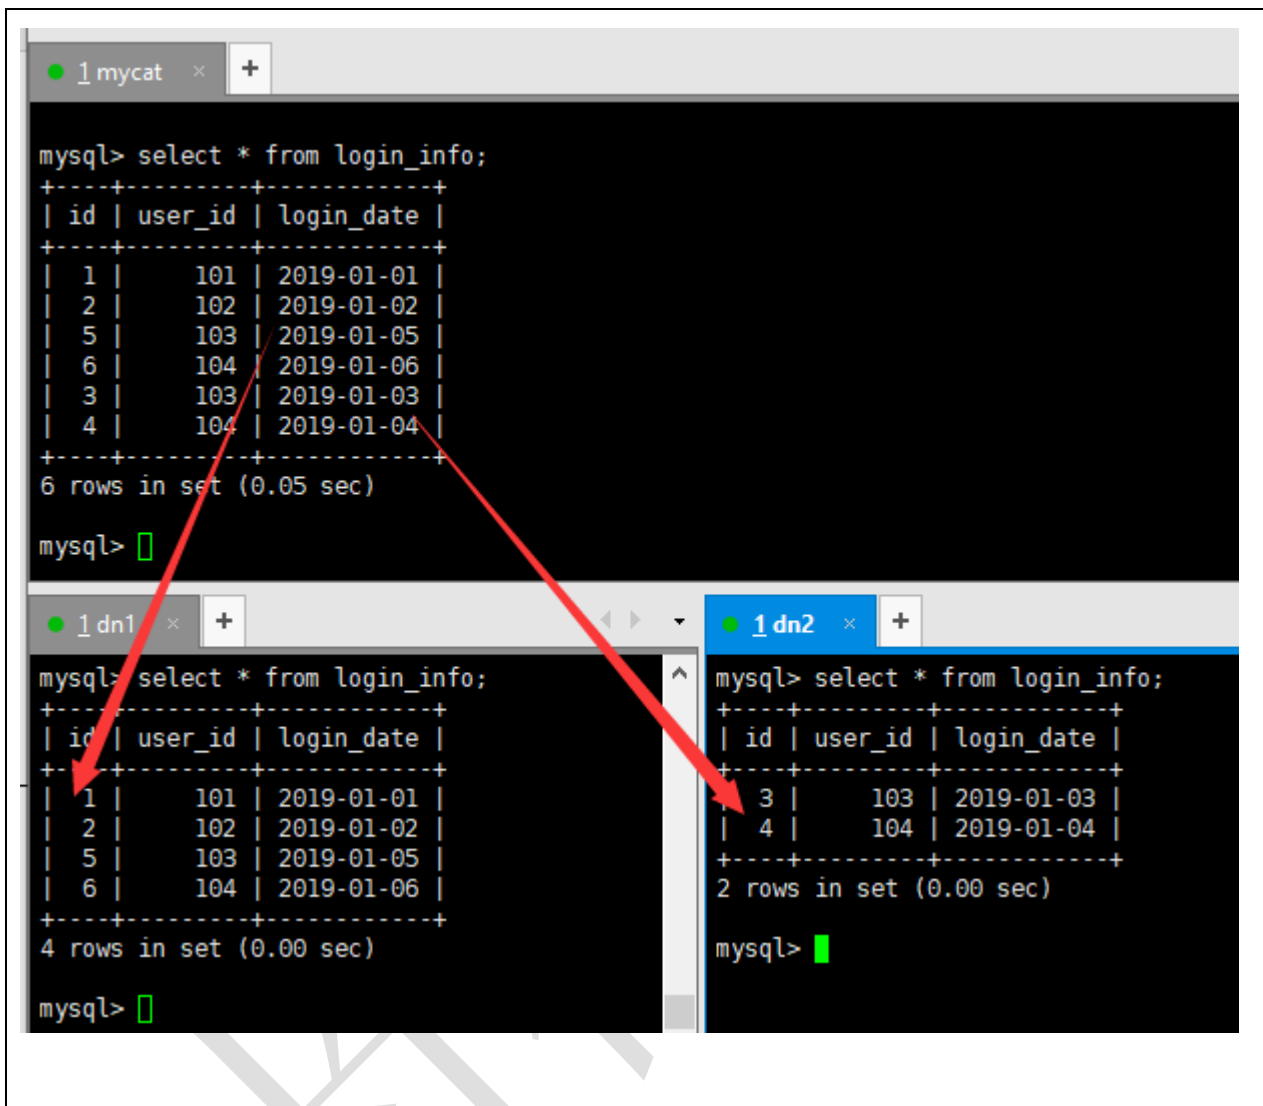 1 mycat × +
mysql> select * from login_info;
+----+---------+------------+
| id | user_id | login_date |
+----+---------+------------+
| 1 | 101 | 2019-01-01 |
| 2 | 102 | 2019-01-02 |
| 5 | 103 | 2019-01-05 |
| 6 | 104 | 2019-01-06 |
| 3 | 103 | 2019-01-03 |
| 4 | 104 | 2019-01-04 |
+----+---------+------------+
6 rows in set (0.05 sec)
mysql>
1 dn1 × +
mysql> select * from login_info;
+----+---------+------------+
| id | user_id | login_date |
+----+---------+------------+
| 1 | 101 | 2019-01-01 |
| 2 | 102 | 2019-01-02 |
| 5 | 103 | 2019-01-05 |
| 6 | 104 | 2019-01-06 |
+----+---------+------------+
4 rows in set (0.00 sec)
mysql>
1 dn2 × +
mysql> select * from login_info;
+----+---------+------------+
| id | user_id | login_date |
+----+---------+------------+
| 3 | 103 | 2019-01-03 |
| 4 | 104 | 2019-01-04 |
+----+---------+------------+
2 rows in set (0.00 sec)
mysql>